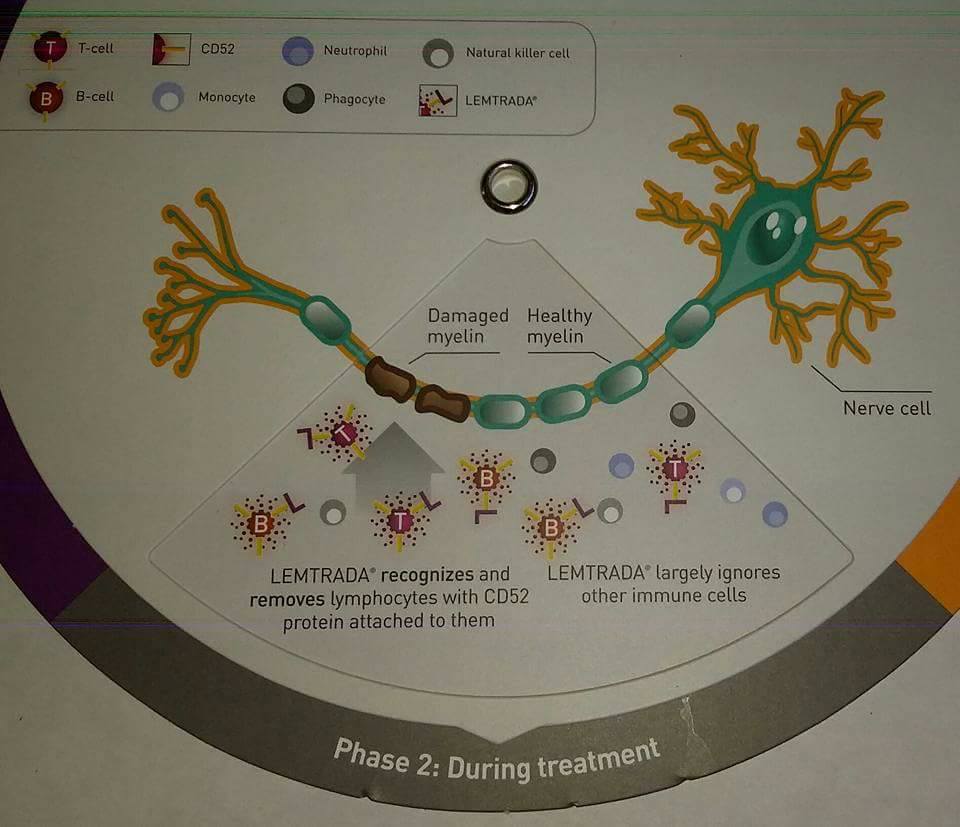 T T-cell
CD52
Neutrophil
Natural killer cell
B B-cell
Monocyte
Phagocyte
LEMTRADA®
Damaged
myelin
Healthy
myelin
Nerve cell
T
B
T
B
T
B
LEMTRADA® recognizes and
removes lymphocytes with CD52
protein attached to them
LEMTRADA® largely ignores
other immune cells
Phase 2: During treatment